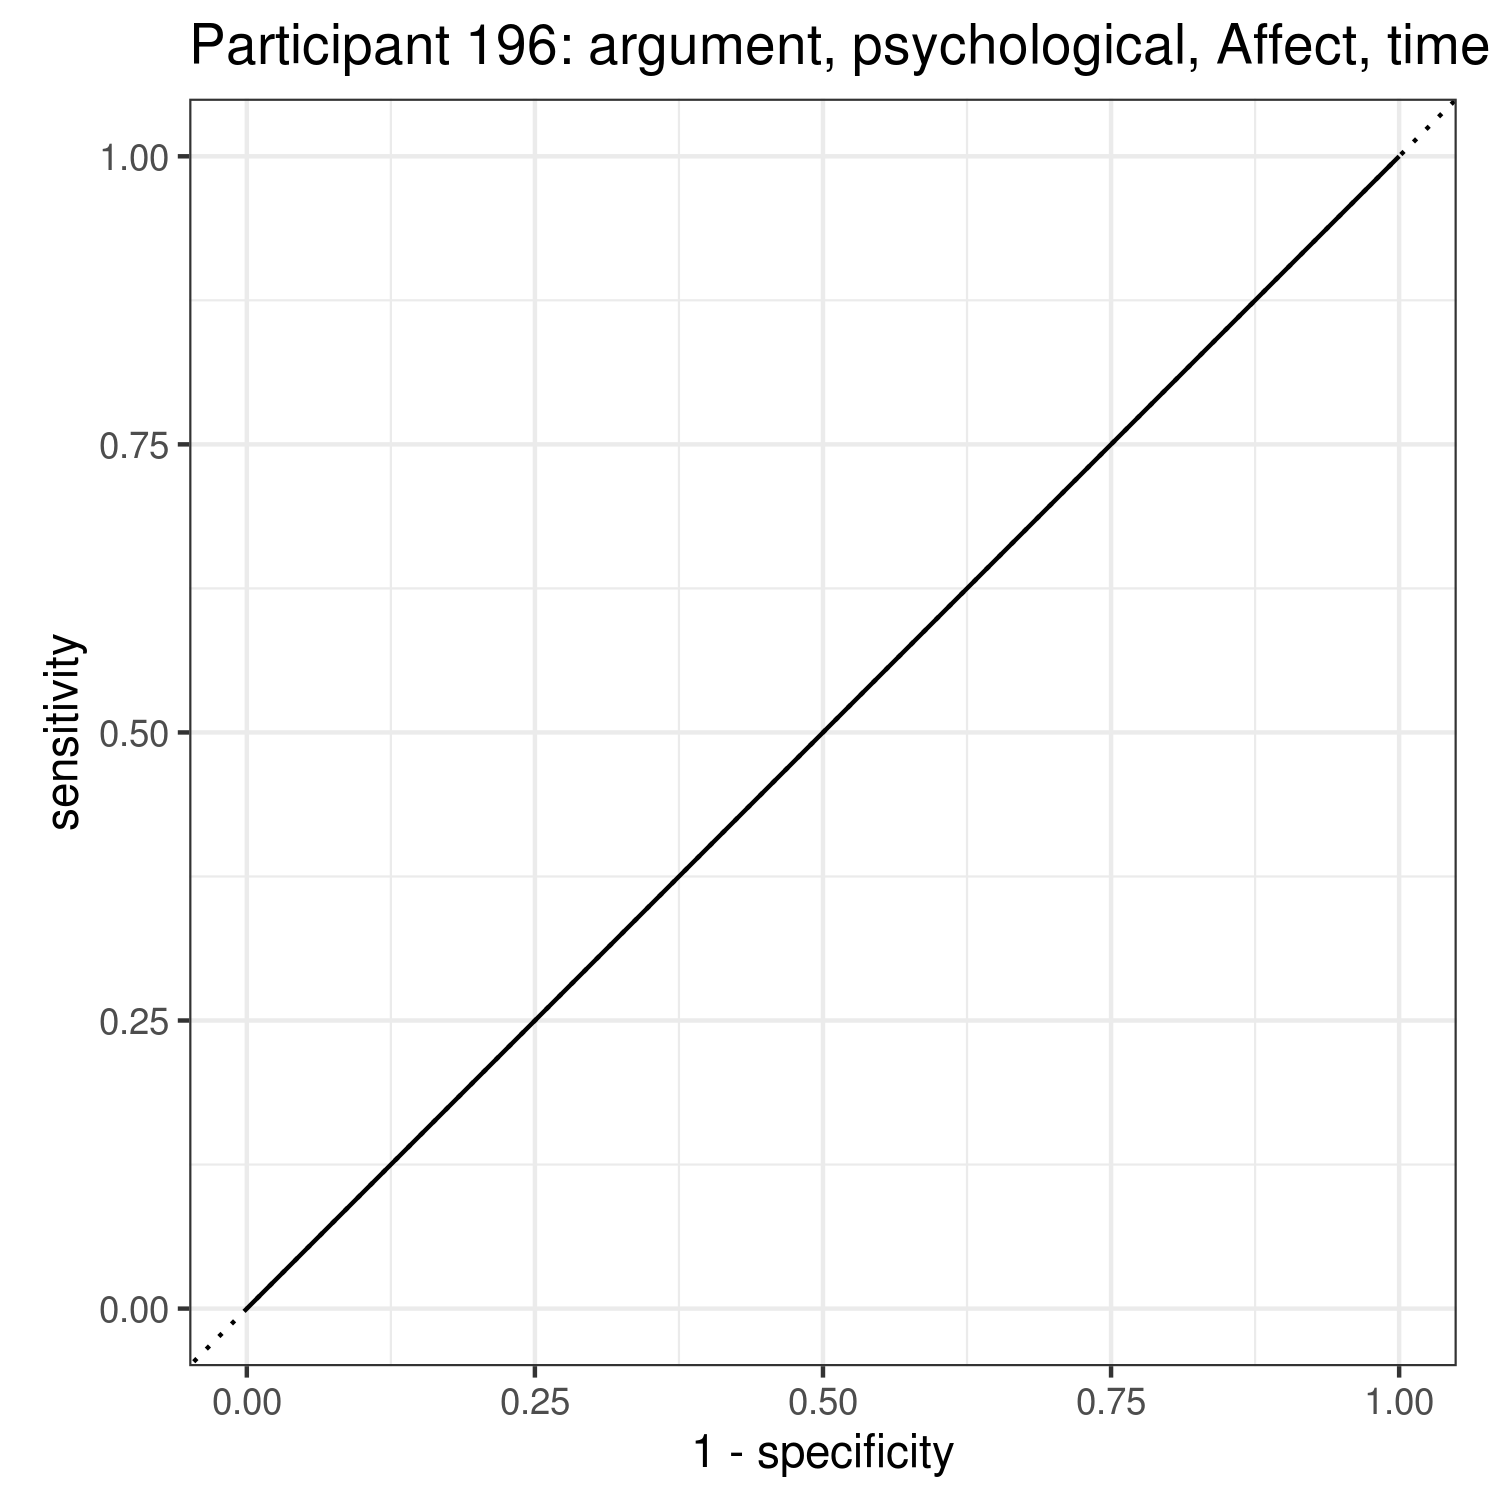 Participant 196: argument, psychological, Affect, time
1.00
0.75
0.50
0.25
0.00
sensitivity
0.00 0.25 0.50 0.75 1.00
1 - specificity